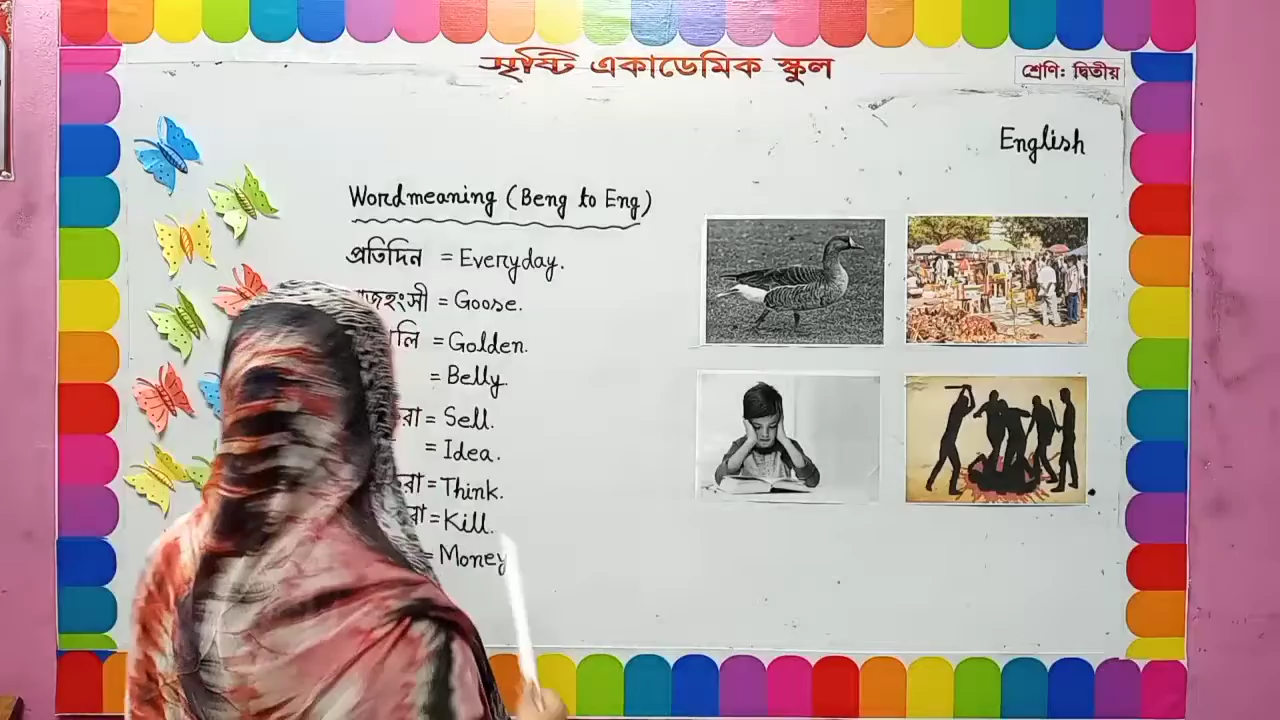 সৃষ্টি একাডেমিক স্কুল
শ্রেণি: দ্বিতীয়
English
Wordmeaning (Beng to Eng)
প্রতিদিন = Everyday.
= Goose.
= Golden.
= Belly.
= Sell.
= Idea.
= Think.
= Kill.
= Money